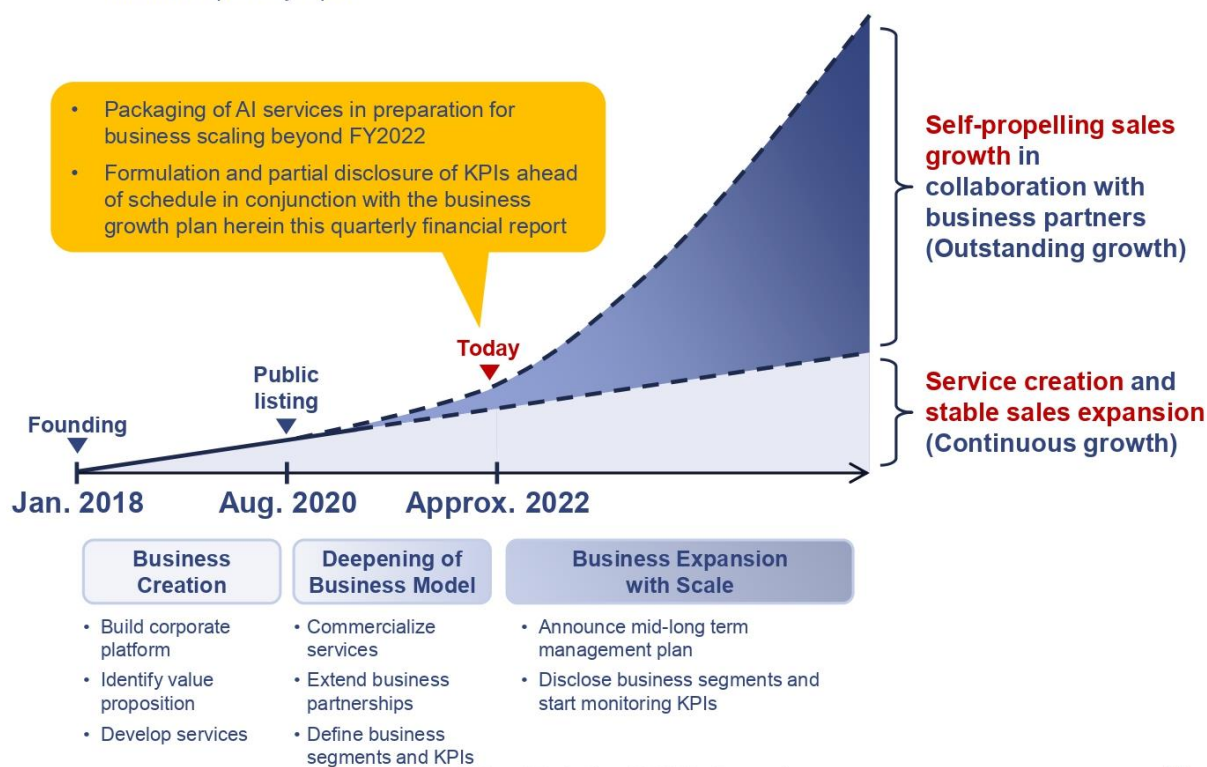 • Packaging of AI services in preparation for
business scaling beyond FY2022
• Formulation and partial disclosure of KPIs ahead
of schedule in conjunction with the business
growth plan herein this quarterly financial report
Self-propelling sales
growth in
collaboration with
business partners
(Outstanding growth)
Today
Public
listing
Founding
Service creation and
stable sales expansion
(Continuous growth)
Jan. 2018
Aug. 2020
Approx. 2022
Business
Creation
• Build corporate
platform
• Identify value
proposition
• Develop services
Deepening of
Business Model
• Commercialize
services
• Extend business
partnerships
• Define business
segments and KPIs
Business Expansion
with Scale
• Announce mid-long term
management plan
• Disclose business segments and
start monitoring KPIs